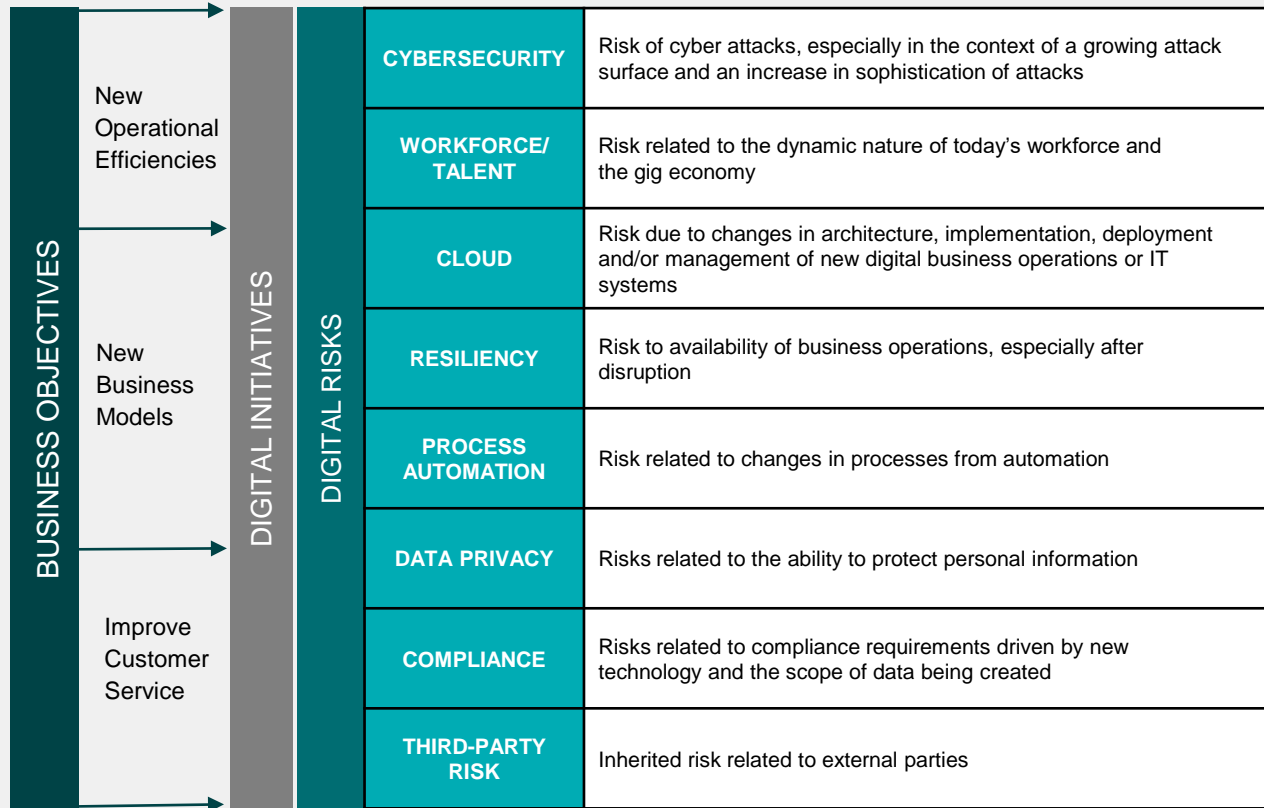 BUSINESS OBJECTIVES
New
Operational
Efficiencies
New
Business
Models
Improve
Customer
Service
DIGITAL INITIATIVES
DIGITAL RISKS
CYBERSECURITY
Risk of cyber attacks, especially in the context of a growing attack
surface and an increase in sophistication of attacks
WORKFORCE/
TALENT
Risk related to the dynamic nature of today’s workforce and
the gig economy
CLOUD
Risk due to changes in architecture, implementation, deployment
and/or management of new digital business operations or IT
systems
RESILIENCY
Risk to availability of business operations, especially after
disruption
PROCESS
AUTOMATION
Risk related to changes in processes from automation
DATA PRIVACY
Risks related to the ability to protect personal information
COMPLIANCE
Risks related to compliance requirements driven by new
technology and the scope of data being created
THIRD-PARTY
RISK
Inherited risk related to external parties